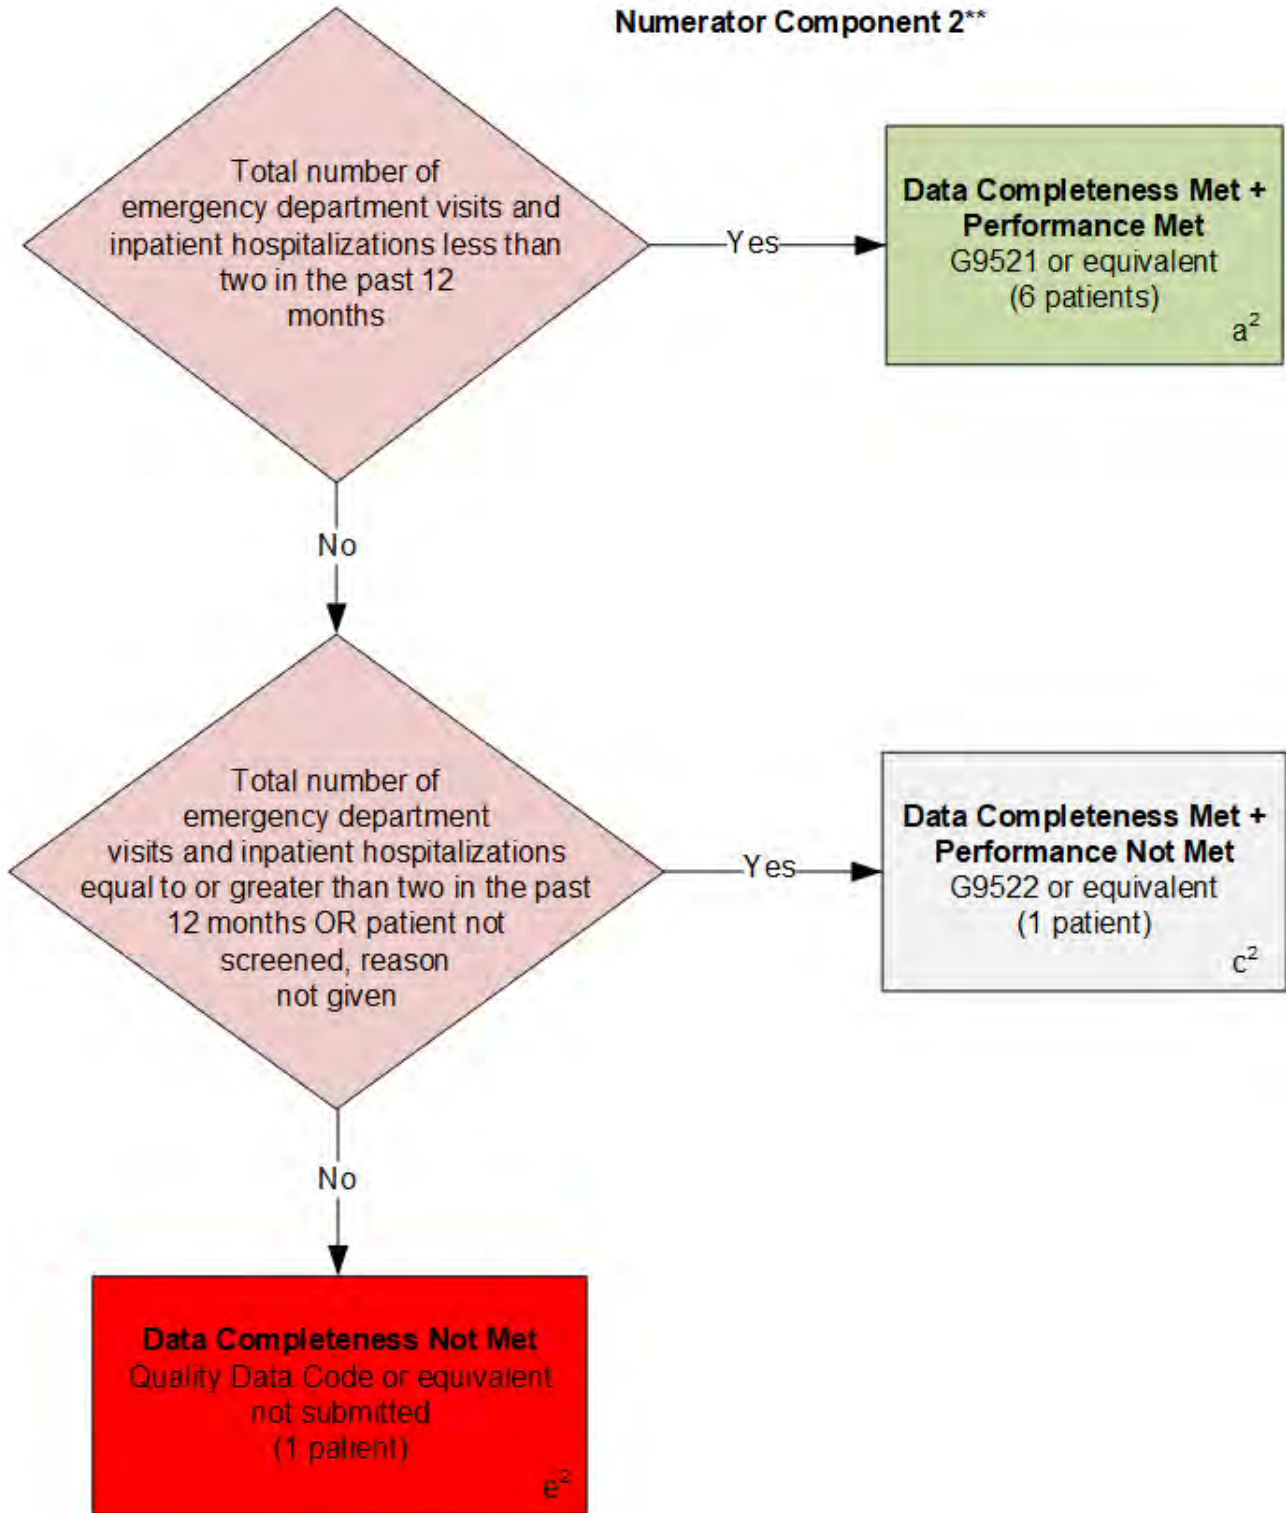 Numerator Component 2**
Total number of
emergency department visits and
inpatient hospitalizations less than
two in the past 12
months
Yes
Data Completeness Met +
Performance Met
G9521 or equivalent
(6 patients)
a²
No
Total number of
emergency department
visits and inpatient hospitalizations
equal to or greater than two in the past
12 months OR patient not
screened, reason
not given
Yes
Data Completeness Met +
Performance Not Met
G9522 or equivalent
(1 patient)
c²
No
Data Completeness Not Met
Quality Data Code or equivalent
not submitted
(1 patient)
e²